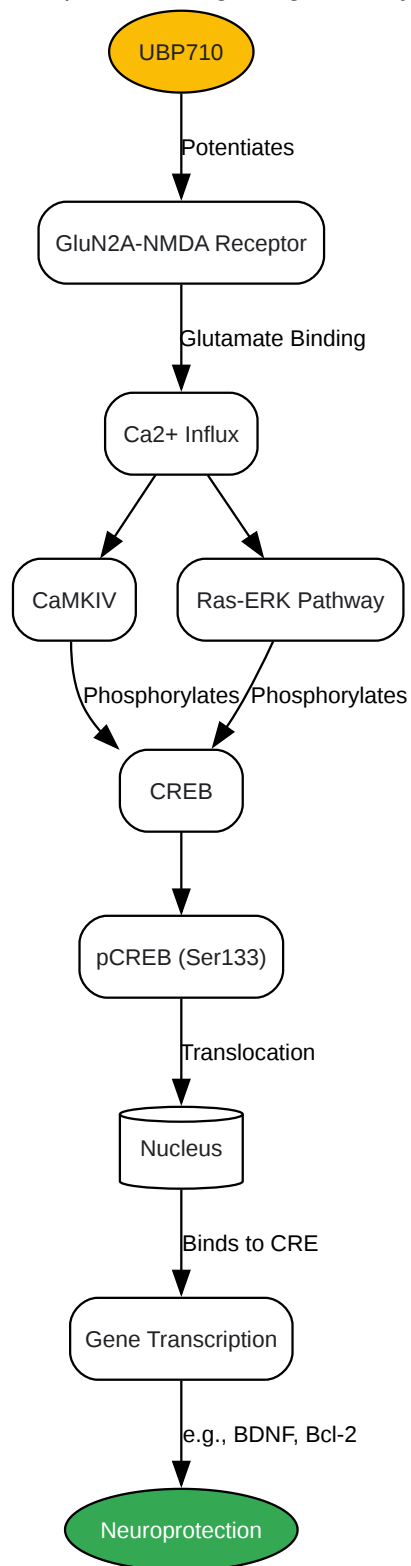 UBP710
Potentiates
GluN2A-NMDA Receptor
Glutamate Binding
Ca2+ Influx
CaMKIV
Ras-ERK Pathway
Phosphorylates
Phosphorylates
CREB
pCREB (Ser133)
Translocation
Nucleus
Binds to CRE
Gene Transcription
e.g., BDNF, Bcl-2
Neuroprotection